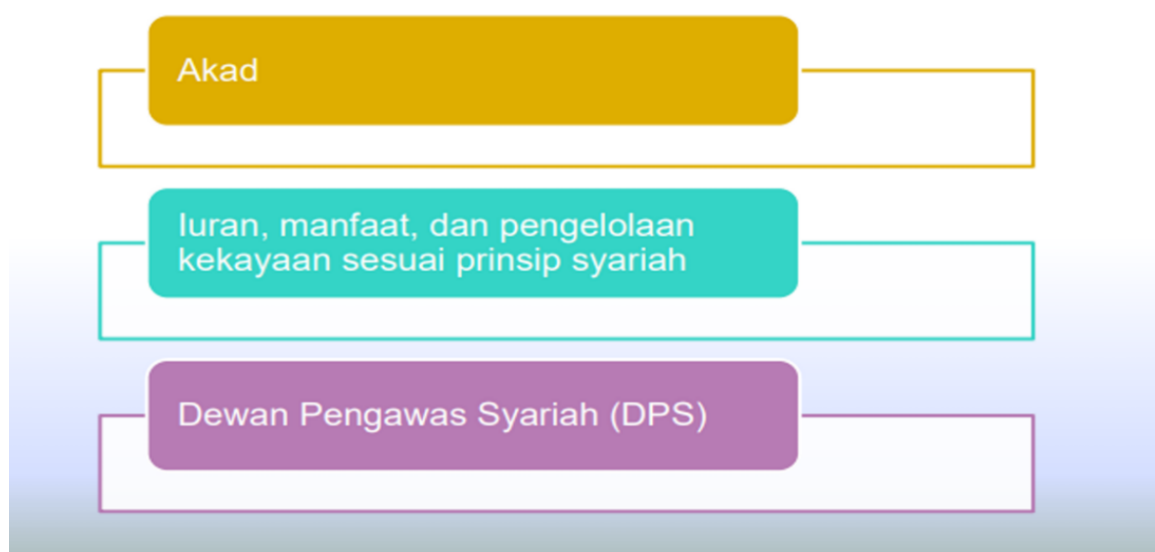 Akad
Iuran, manfaat, dan pengelolaan
kekayaan sesuai prinsip syariah
Dewan Pengawas Syariah (DPS)